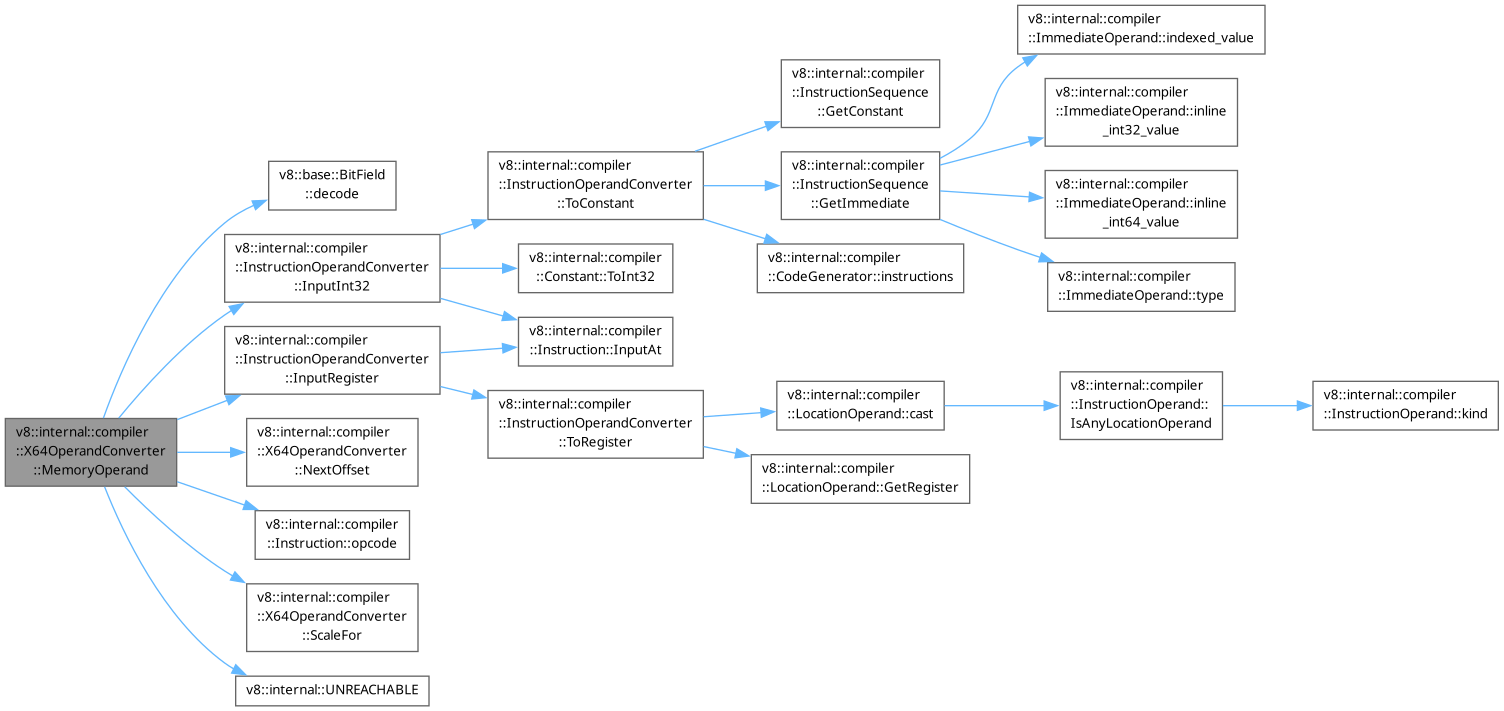 v8::internal::compiler
::X64OperandConverter
::MemoryOperand
v8::base::BitField
::decode
v8::internal::compiler
::InstructionOperandConverter
::InputInt32
v8::internal::compiler
::InstructionOperandConverter
::ToConstant
v8::internal::compiler
::InstructionSequence
::GetConstant
v8::internal::compiler
::InstructionSequence
::GetImmediate
v8::internal::compiler
::ImmediateOperand::indexed_value
v8::internal::compiler
::ImmediateOperand::inline
_int32_value
v8::internal::compiler
::ImmediateOperand::inline
_int64_value
v8::internal::compiler
::ImmediateOperand::type
v8::internal::compiler
::CodeGenerator::instructions
v8::internal::compiler
::Constant::ToInt32
v8::internal::compiler
::Instruction::InputAt
v8::internal::compiler
::InstructionOperandConverter
::InputRegister
v8::internal::compiler
::InstructionOperandConverter
::ToRegister
v8::internal::compiler
::LocationOperand::cast
v8::internal::compiler
::InstructionOperand::
IsAnyLocationOperand
v8::internal::compiler
::InstructionOperand::kind
v8::internal::compiler
::LocationOperand::GetRegister
v8::internal::compiler
::X64OperandConverter
::NextOffset
v8::internal::compiler
::Instruction::opcode
v8::internal::compiler
::X64OperandConverter
::ScaleFor
v8::internal::UNREACHABLE